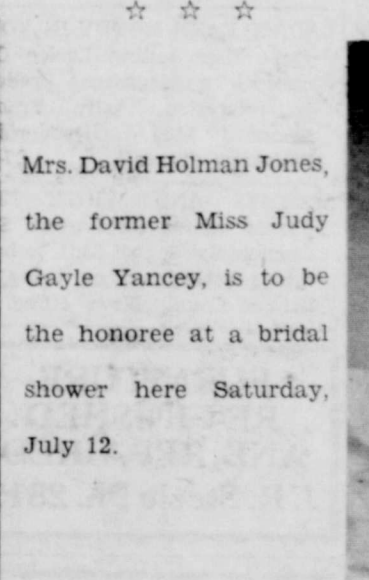 ☆ ☆ ☆
Mrs. David Holman Jones,
the former Miss Judy
Gayle Yancey, is to be
the honoree at a bridal
shower here Saturday,
July 12.